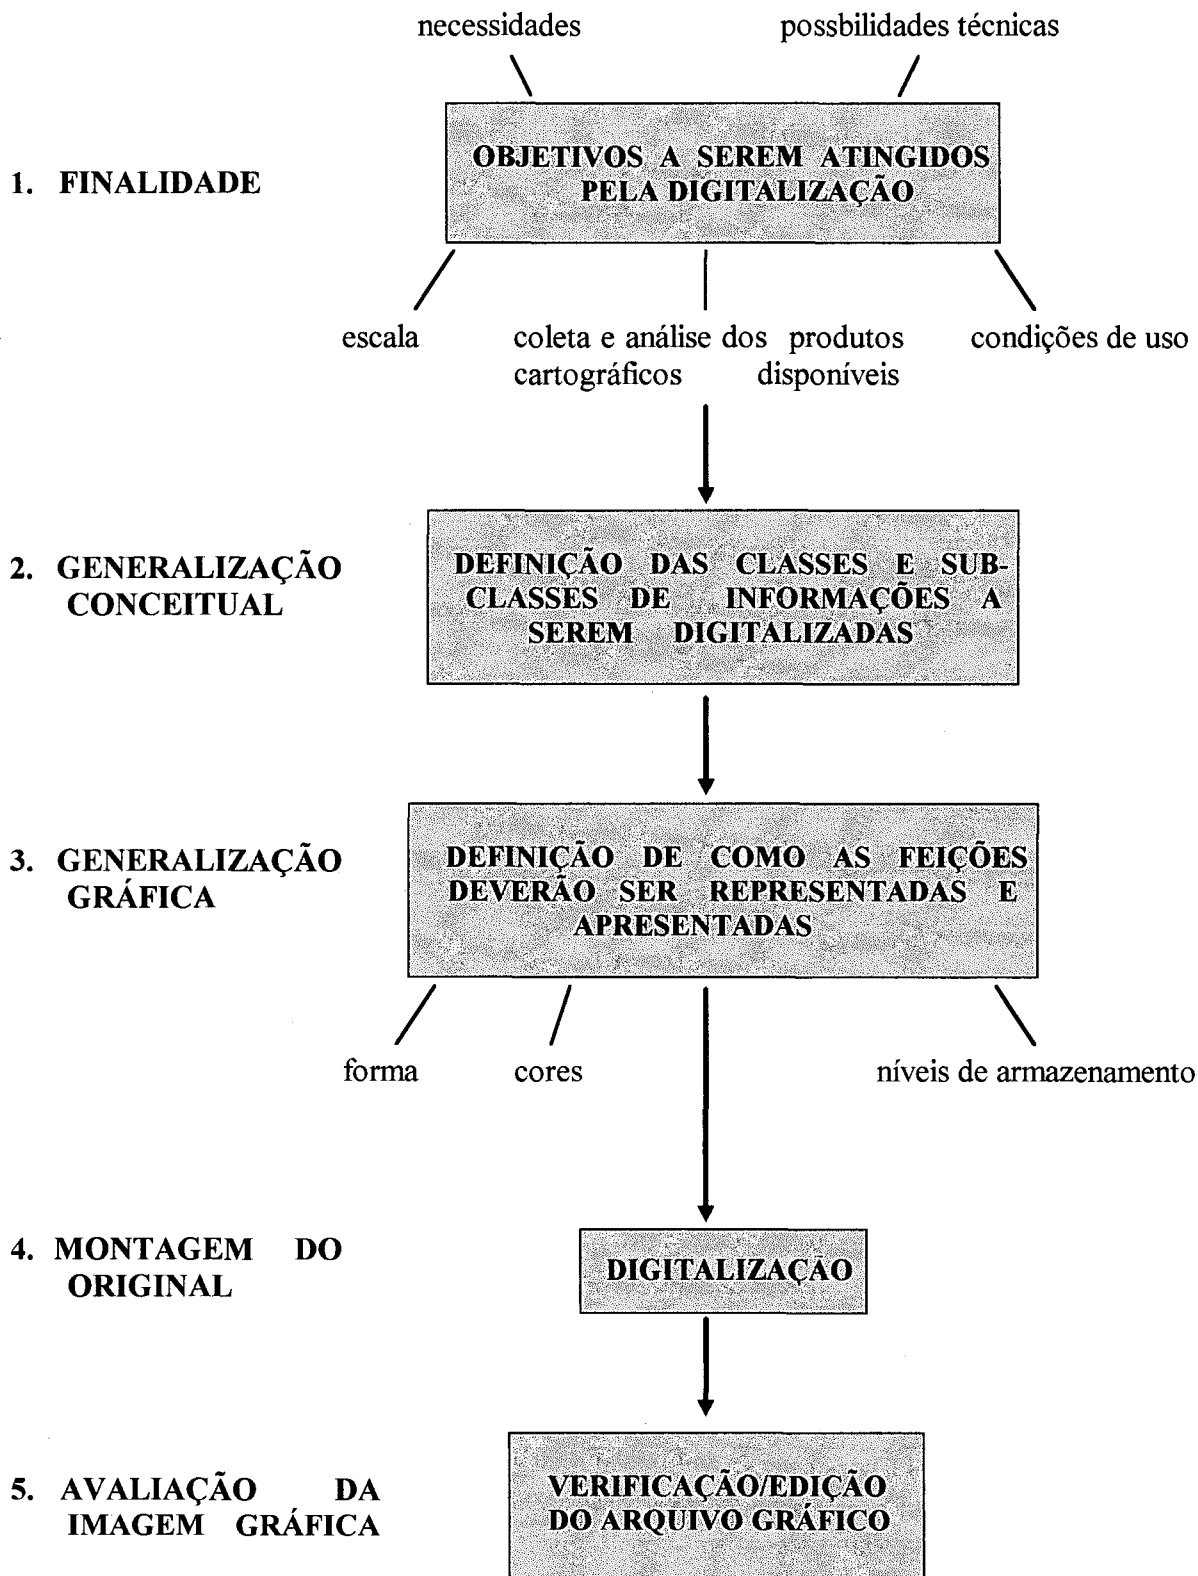 necessidades possbilidades técnicas
OBJETIVOS A SEREM ATINGIDOS
1. FINALIDADE
PELA DIGITALIZAÇÃO
escala coleta e análise dos produtos condições de uso
cartográficos disponíveis
2. GENERALIZAÇÃO
CONCEITUAL
DEFINIÇÃO DAS CLASSES E SUB-
CLASSES DE INFORMAÇÕES A
SEREM DIGITALIZADAS
3. GENERALIZAÇÃO
GRÁFICA
DEFINIÇÃO DE COMO AS FEIÇÕES
DEVERÃO SER REPRESENTADAS E
APRESENTADAS
forma cores níveis de armazenamento
4. MONTAGEM DO
ORIGINAL
DIGITALIZAÇÃO
5. AVALIAÇÃO DA
IMAGEM GRÁFICA
VERIFICAÇÃO/EDIÇÃO
DO ARQUIVO GRÁFICO